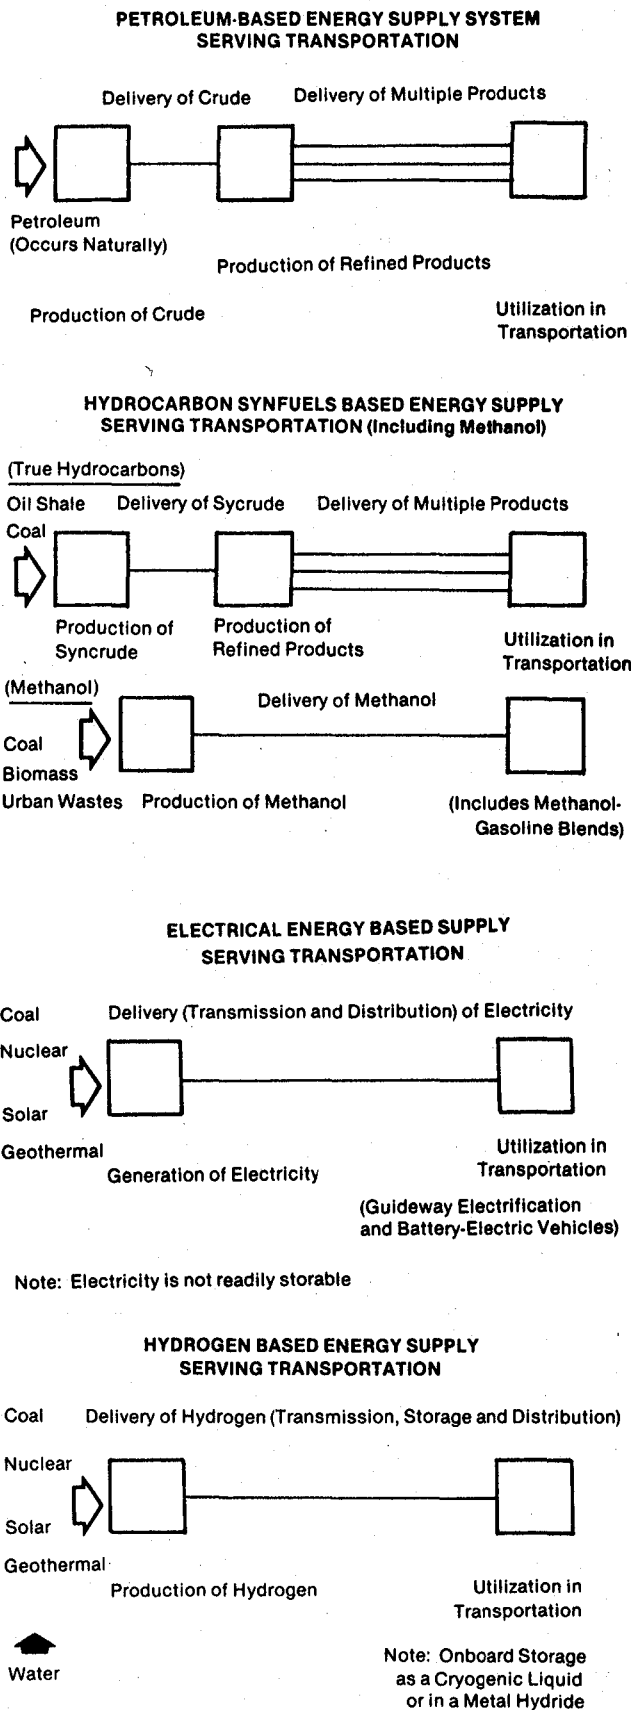 PETROLEUM-BASED ENERGY SUPPLY SYSTEM
SERVING TRANSPORTATION
Delivery of Crude
Delivery of Multiple Products
Petroleum
(Occurs Naturally)
Production of Refined Products
Production of Crude
Utilization in
Transportation
HYDROCARBON SYNFUELS BASED ENERGY SUPPLY
SERVING TRANSPORTATION (Including Methanol)
(True Hydrocarbons)
Oil Shale
Delivery of Sycrude
Delivery of Multiple Products
Coal
Production of
Syncrude
Production of
Refined Products
Utilization in
Transportation
(Methanol)
Delivery of Methanol
Coal
Biomass
Urban Wastes
Production of Methanol
(Includes Methanol-
Gasoline Blends)
ELECTRICAL ENERGY BASED SUPPLY
SERVING TRANSPORTATION
Coal
Delivery (Transmission and Distribution) of Electricity
Nuclear
Solar
Geothermal
Generation of Electricity
Utilization in
Transportation
(Guideway Electrification
and Battery-Electric Vehicles)
Note: Electricity is not readily storable
HYDROGEN BASED ENERGY SUPPLY
SERVING TRANSPORTATION
Coal
Delivery of Hydrogen (Transmission, Storage and Distribution)
Nuclear
Solar
Geothermal
Production of Hydrogen
Utilization in
Transportation
Water
Note: Onboard Storage
as a Cryogenic Liquid
or in a Metal Hydride